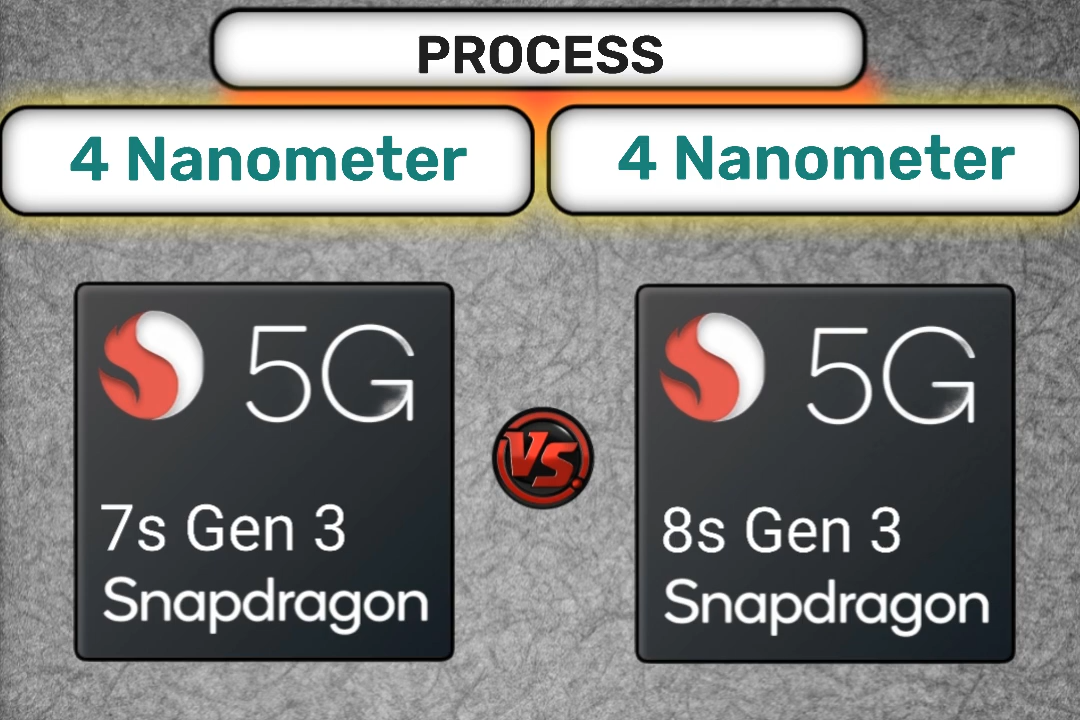 PROCESS
4 Nanometer
4 Nanometer
5G
7s Gen 3
Snapdragon
VS.
5G
8s Gen 3
Snapdragon